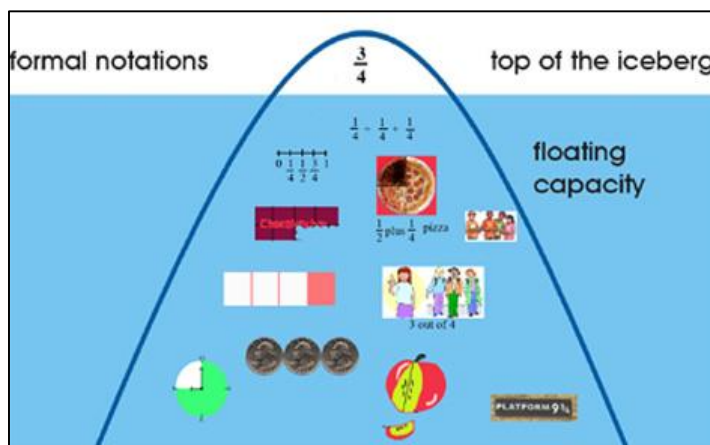 formal notations
3/4
top of the iceberg
1/4 + 1/4 + 1/4
0 1/4 1/2 3/4 1
floating
capacity
1/2 plus 1/4 pizza
3 out of 4
PLATFORM 9¾